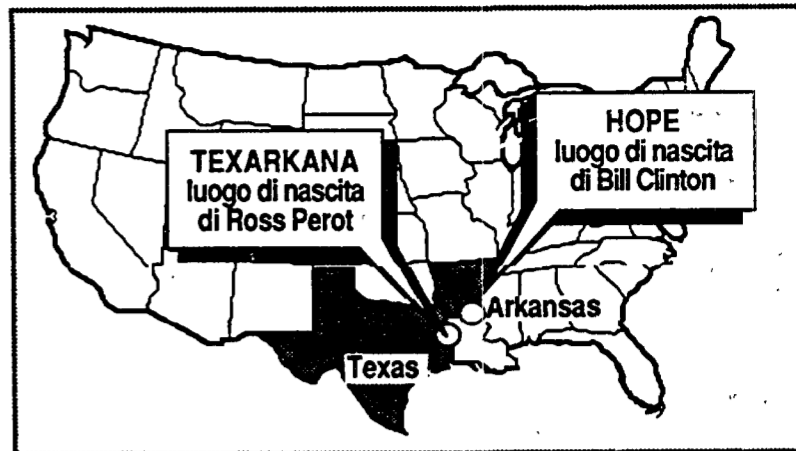 TEXARKANA
luogo di nascita
di Ross Perot
HOPE
luogo di nascita
di Bill Clinton
Arkansas
Texas